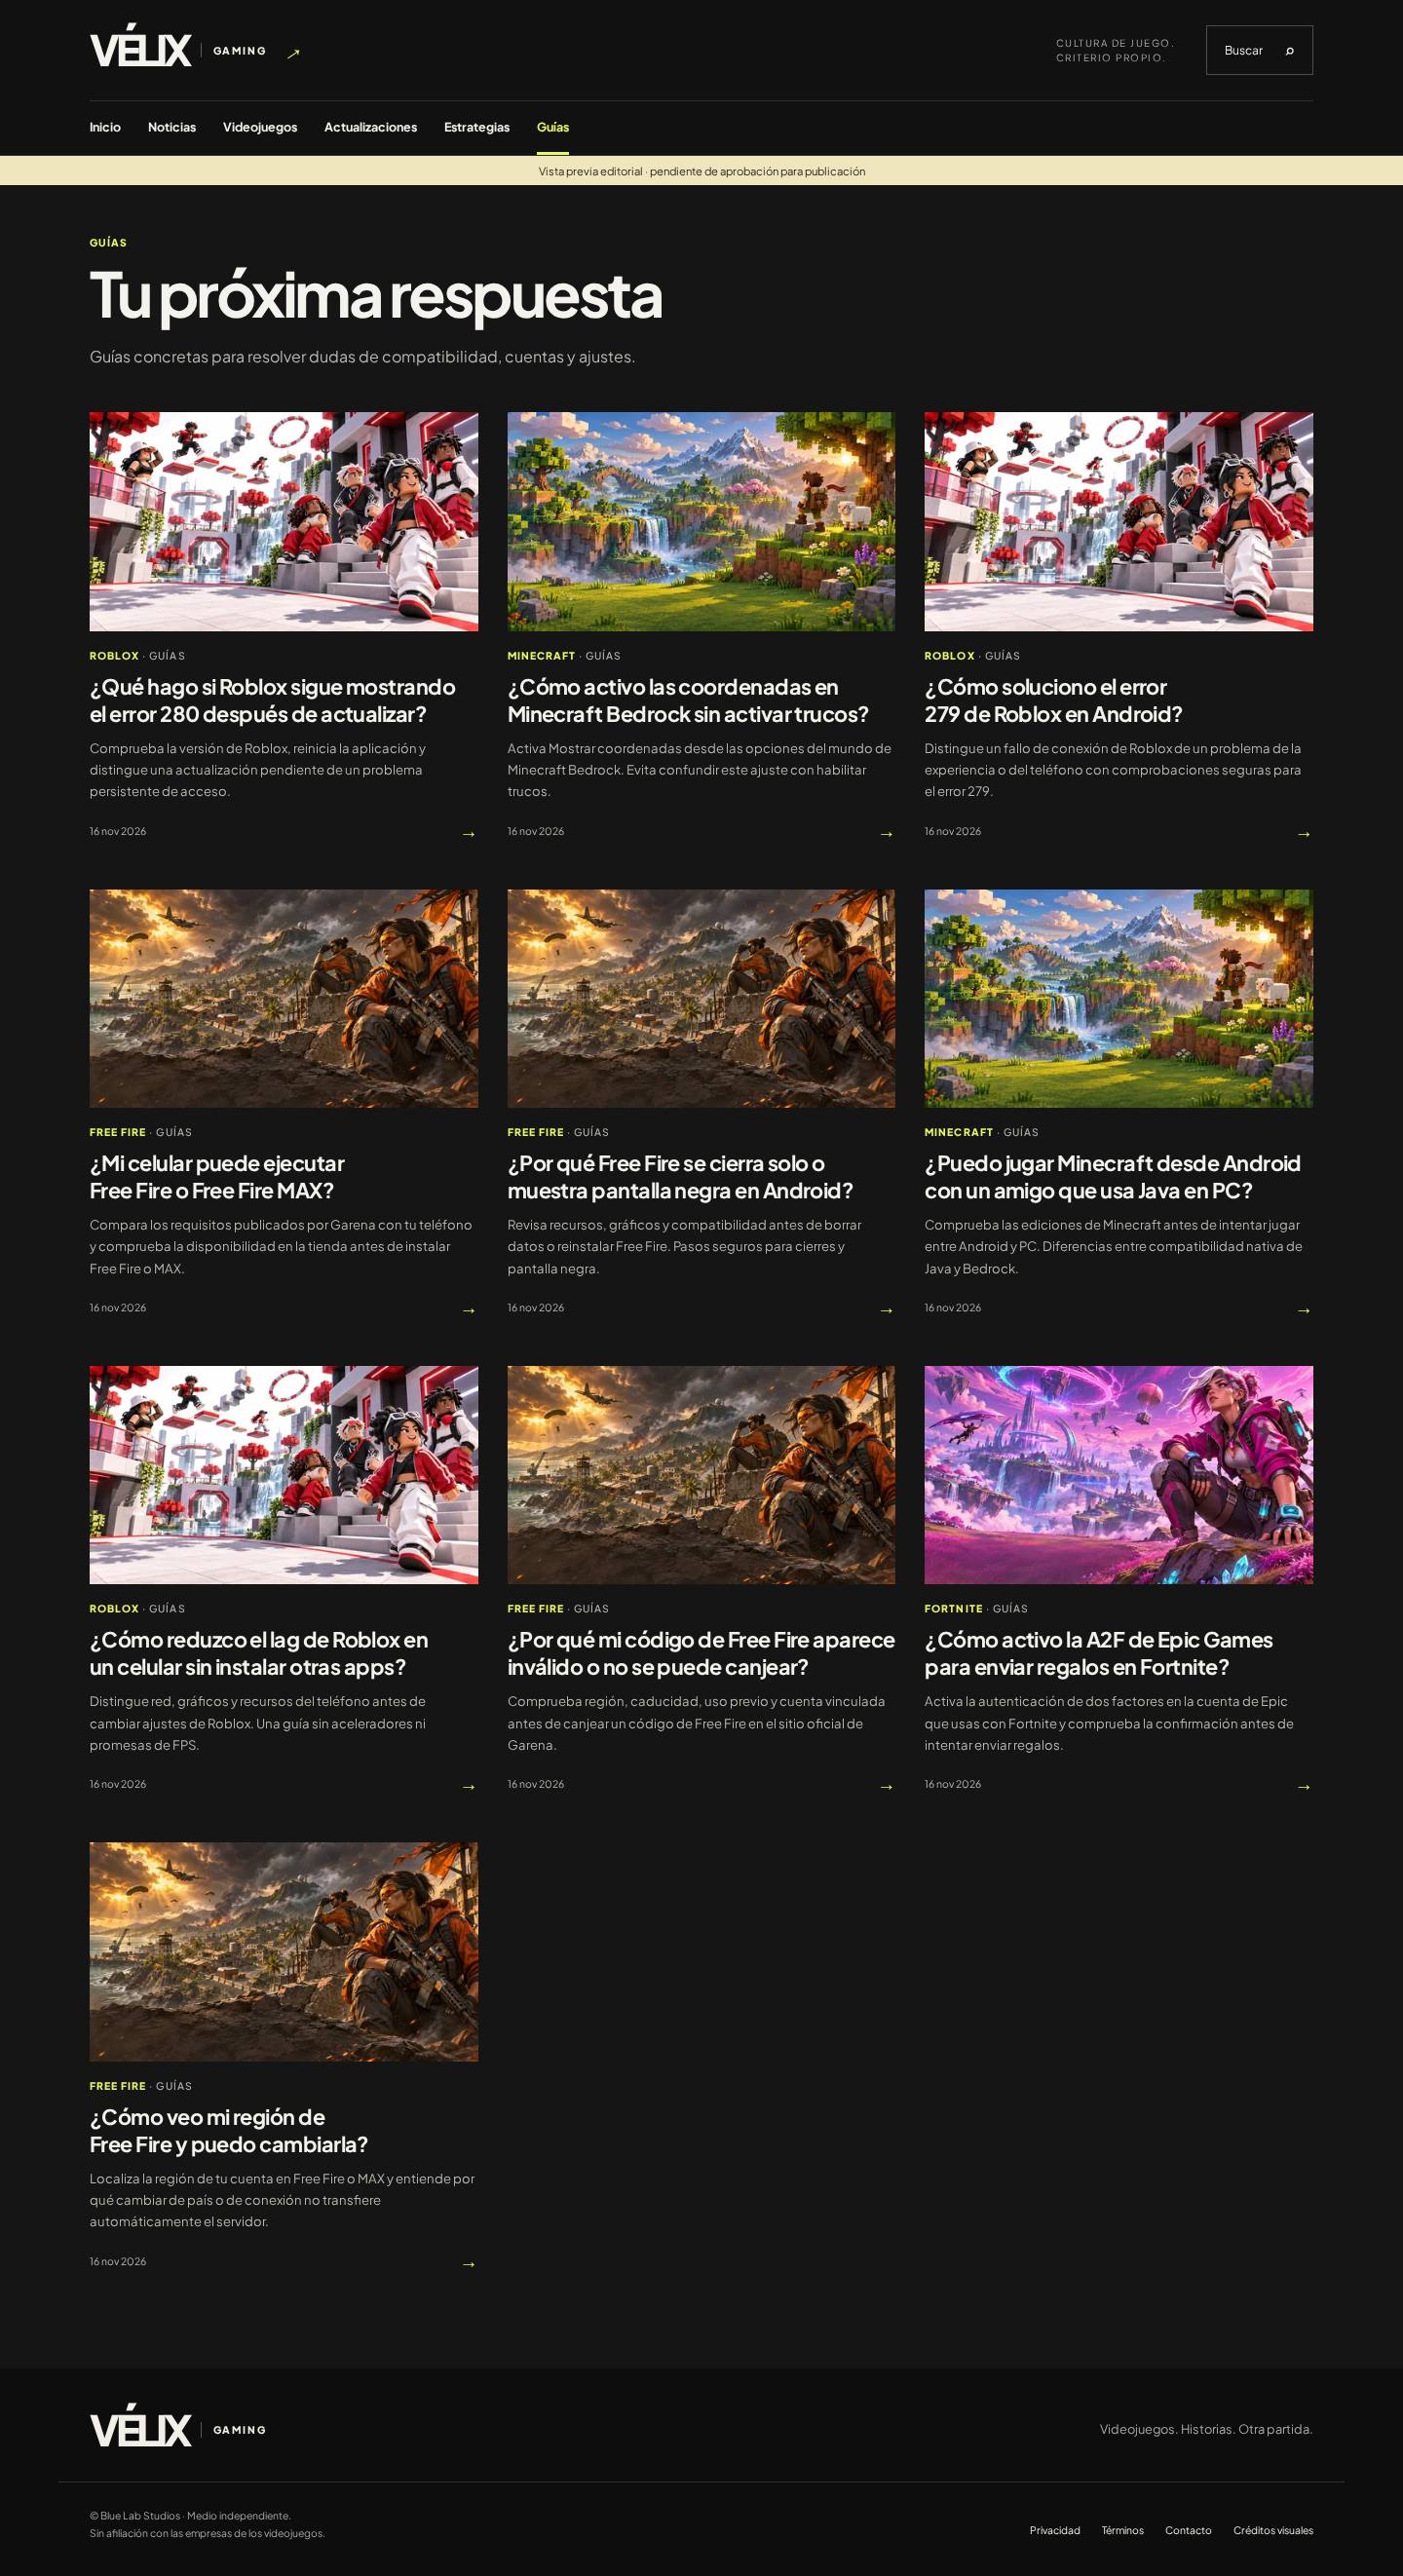 VÉLIX GAMING →
CULTURA DE JUEGO.
CRITERIO PROPIO.
Buscar
Inicio Noticias Videojuegos Actualizaciones Estrategias Guías
Vista previa editorial · pendiente de aprobación para publicación
GUÍAS
Tu próxima respuesta
Guías concretas para resolver dudas de compatibilidad, cuentas y ajustes.
ROBLOX · GUÍAS
¿Qué hago si Roblox sigue mostrando
el error 280 después de actualizar?
Comprueba la versión de Roblox, reinicia la aplicación y
distingue una actualización pendiente de un problema
persistente de acceso.
16 nov 2026 →
MINECRAFT · GUÍAS
¿Cómo activo las coordenadas en
Minecraft Bedrock sin activar trucos?
Activa Mostrar coordenadas desde las opciones del mundo de
Minecraft Bedrock. Evita confundir este ajuste con habilitar
trucos.
16 nov 2026 →
ROBLOX · GUÍAS
¿Cómo soluciono el error
279 de Roblox en Android?
Distingue un fallo de conexión de Roblox de un problema de la
experiencia o del teléfono con comprobaciones seguras para
el error 279.
16 nov 2026 →
FREE FIRE · GUÍAS
¿Mi celular puede ejecutar
Free Fire o Free Fire MAX?
Compara los requisitos publicados por Garena con tu teléfono
y comprueba la disponibilidad en la tienda antes de instalar
Free Fire o MAX.
16 nov 2026 →
FREE FIRE · GUÍAS
¿Por qué Free Fire se cierra solo o
muestra pantalla negra en Android?
Revisa recursos, gráficos y compatibilidad antes de borrar
datos o reinstalar Free Fire. Pasos seguros para cierres y
pantalla negra.
16 nov 2026 →
MINECRAFT · GUÍAS
¿Puedo jugar Minecraft desde Android
con un amigo que usa Java en PC?
Comprueba las ediciones de Minecraft antes de intentar jugar
entre Android y PC. Diferencias entre compatibilidad nativa de
Java y Bedrock.
16 nov 2026 →
ROBLOX · GUÍAS
¿Cómo reduzco el lag de Roblox en
un celular sin instalar otras apps?
Distingue red, gráficos y recursos del teléfono antes de
cambiar ajustes de Roblox. Una guía sin aceleradores ni
promesas de FPS.
16 nov 2026 →
FREE FIRE · GUÍAS
¿Por qué mi código de Free Fire aparece
inválido o no se puede canjear?
Comprueba región, caducidad, uso previo y cuenta vinculada
antes de canjear un código de Free Fire en el sitio oficial de
Garena.
16 nov 2026 →
FORTNITE · GUÍAS
¿Cómo activo la A2F de Epic Games
para enviar regalos en Fortnite?
Activa la autenticación de dos factores en la cuenta de Epic
que usas con Fortnite y comprueba la confirmación antes de
intentar enviar regalos.
16 nov 2026 →
FREE FIRE · GUÍAS
¿Cómo veo mi región de
Free Fire y puedo cambiarla?
Localiza la región de tu cuenta en Free Fire o MAX y entiende por
qué cambiar de país o de conexión no transfiere
automáticamente el servidor.
16 nov 2026 →
VÉLIX GAMING
Videojuegos. Historias. Otra partida.
© Blue Lab Studios · Medio independiente.
Sin afiliación con las empresas de los videojuegos.
Privacidad Términos Contacto Créditos visuales